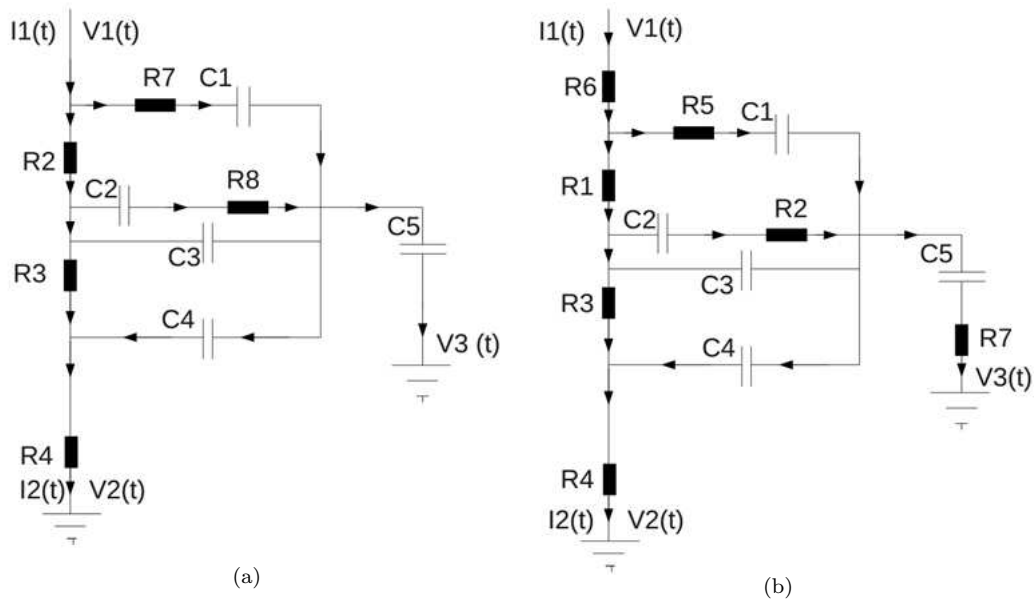 I1(t) V1(t)
R7 C1
R2
C2 R8
C5
C3
R3
C4
V3 (t)
R4
I2(t) V2(t)
(a)
I1(t) V1(t)
R6
R5 C1
R1
C2 R2
C5
C3
R3
C4
R7
V3(t)
R4
I2(t) V2(t)
(b)